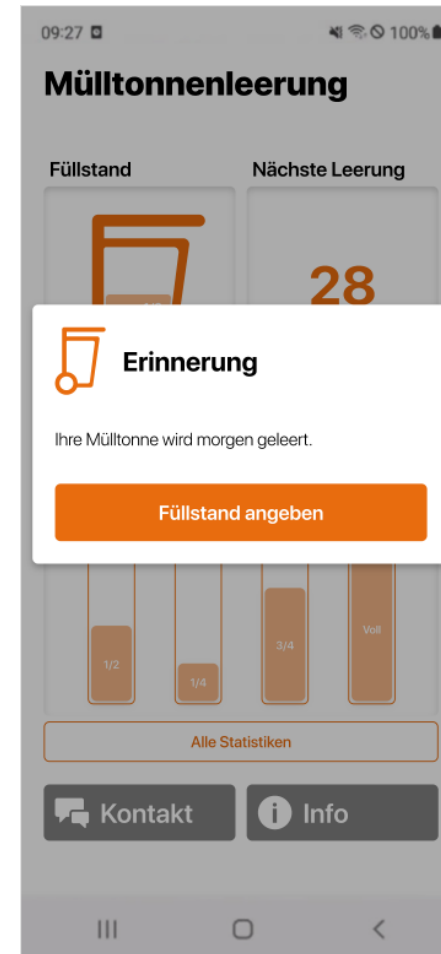 09:27 100%
Mülltonnenleerung
Füllstand Nächste Leerung
28
Erinnerung
Ihre Mülltonne wird morgen geleert.
Füllstand angeben
1/2 1/4 3/4 Voll
Alle Statistiken
Kontakt Info